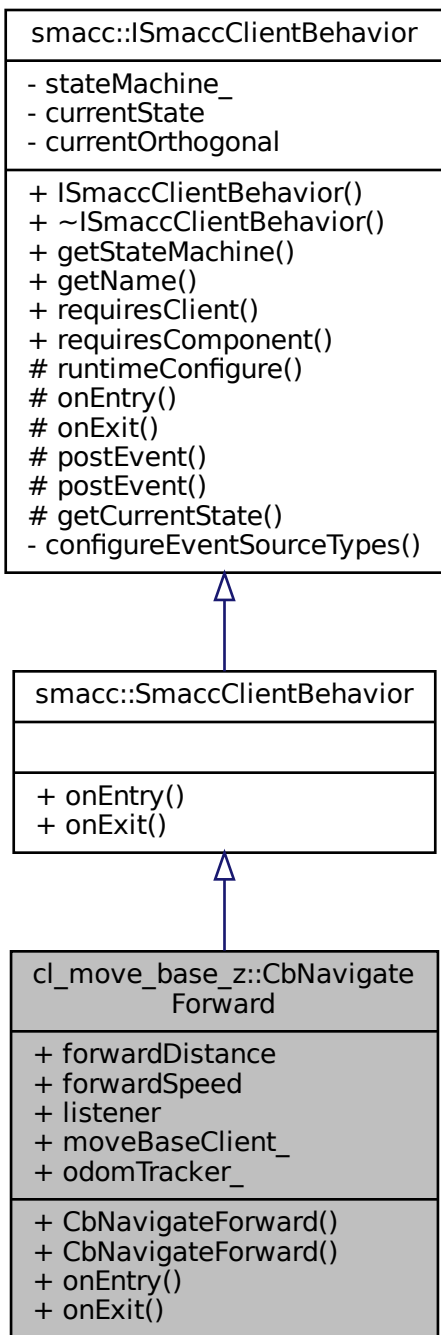 smacc::ISmaccClientBehavior
- stateMachine_
- currentState
- currentOrthogonal
+ ISmaccClientBehavior()
+ ~ISmaccClientBehavior()
+ getStateMachine()
+ getName()
+ requiresClient()
+ requiresComponent()
# runtimeConfigure()
# onEntry()
# onExit()
# postEvent()
# postEvent()
# getCurrentState()
- configureEventSourceTypes()
smacc::SmaccClientBehavior
+ onEntry()
+ onExit()
cl_move_base_z::CbNavigate
Forward
+ forwardDistance
+ forwardSpeed
+ listener
+ moveBaseClient_
+ odomTracker_
+ CbNavigateForward()
+ CbNavigateForward()
+ onEntry()
+ onExit()